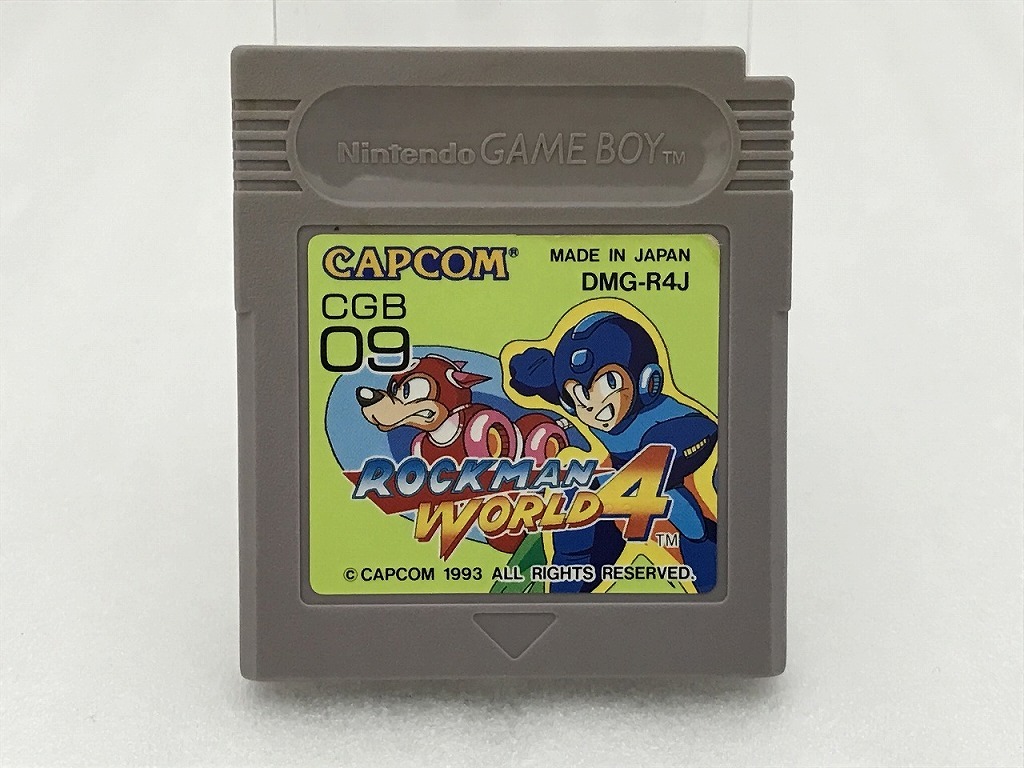 Nintendo GAME BOY TM
CAPCOM®
MADE IN JAPAN
DMG-R4J
CGB
09
ROCKMAN
WORLD 4
TM
© CAPCOM 1993 ALL RIGHTS RESERVED.